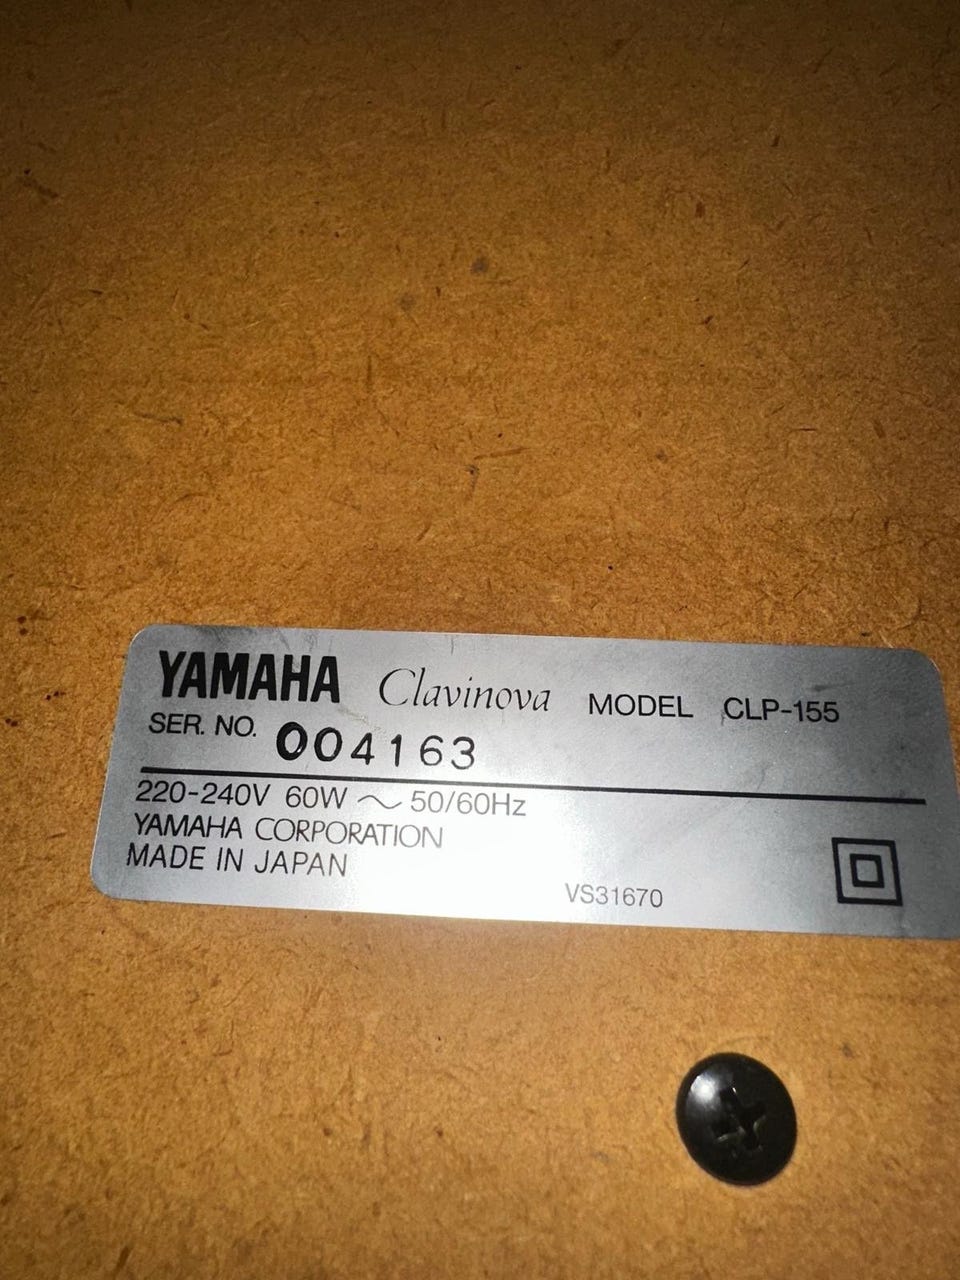 YAMAHA Clavinova MODEL CLP-155
SER. NO. 004163
220-240V 60W ～ 50/60Hz
YAMAHA CORPORATION
MADE IN JAPAN
VS31670